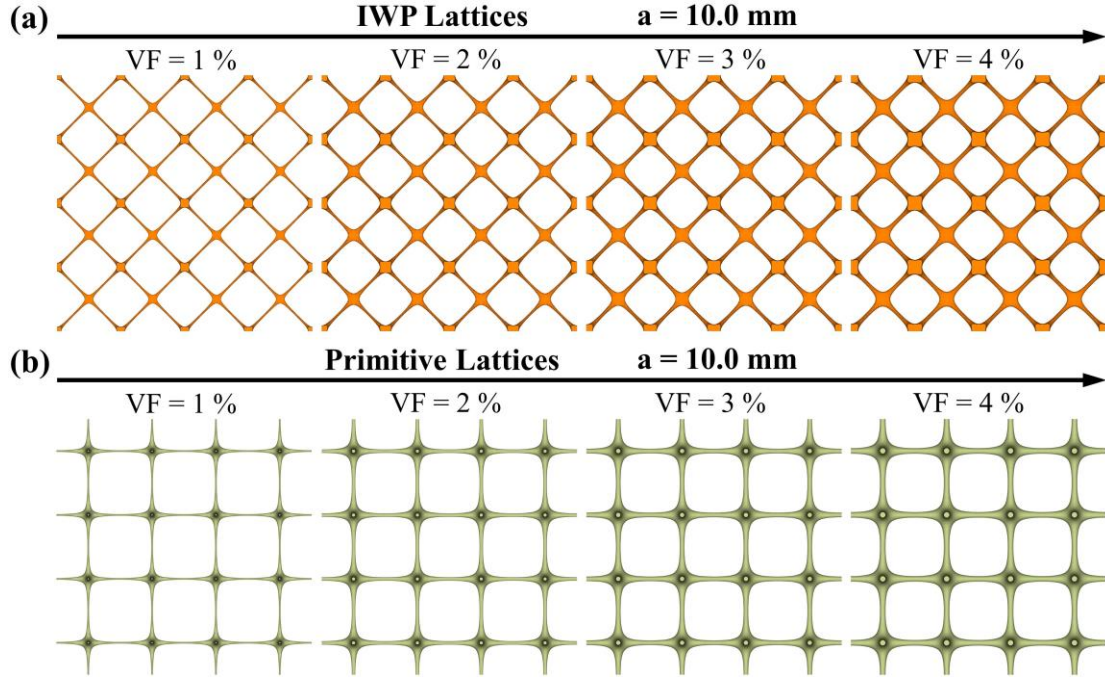 (a) IWP Lattices a = 10.0 mm
VF = 1 % VF = 2 % VF = 3 % VF = 4 %
(b) Primitive Lattices a = 10.0 mm
VF = 1 % VF = 2 % VF = 3 % VF = 4 %